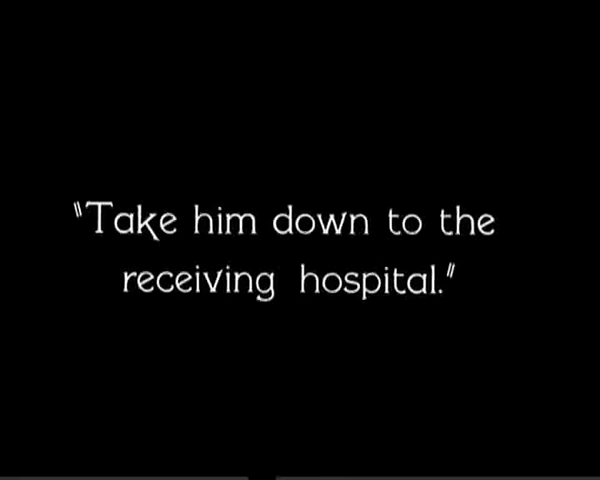 "Take him down to the
receiving hospital."